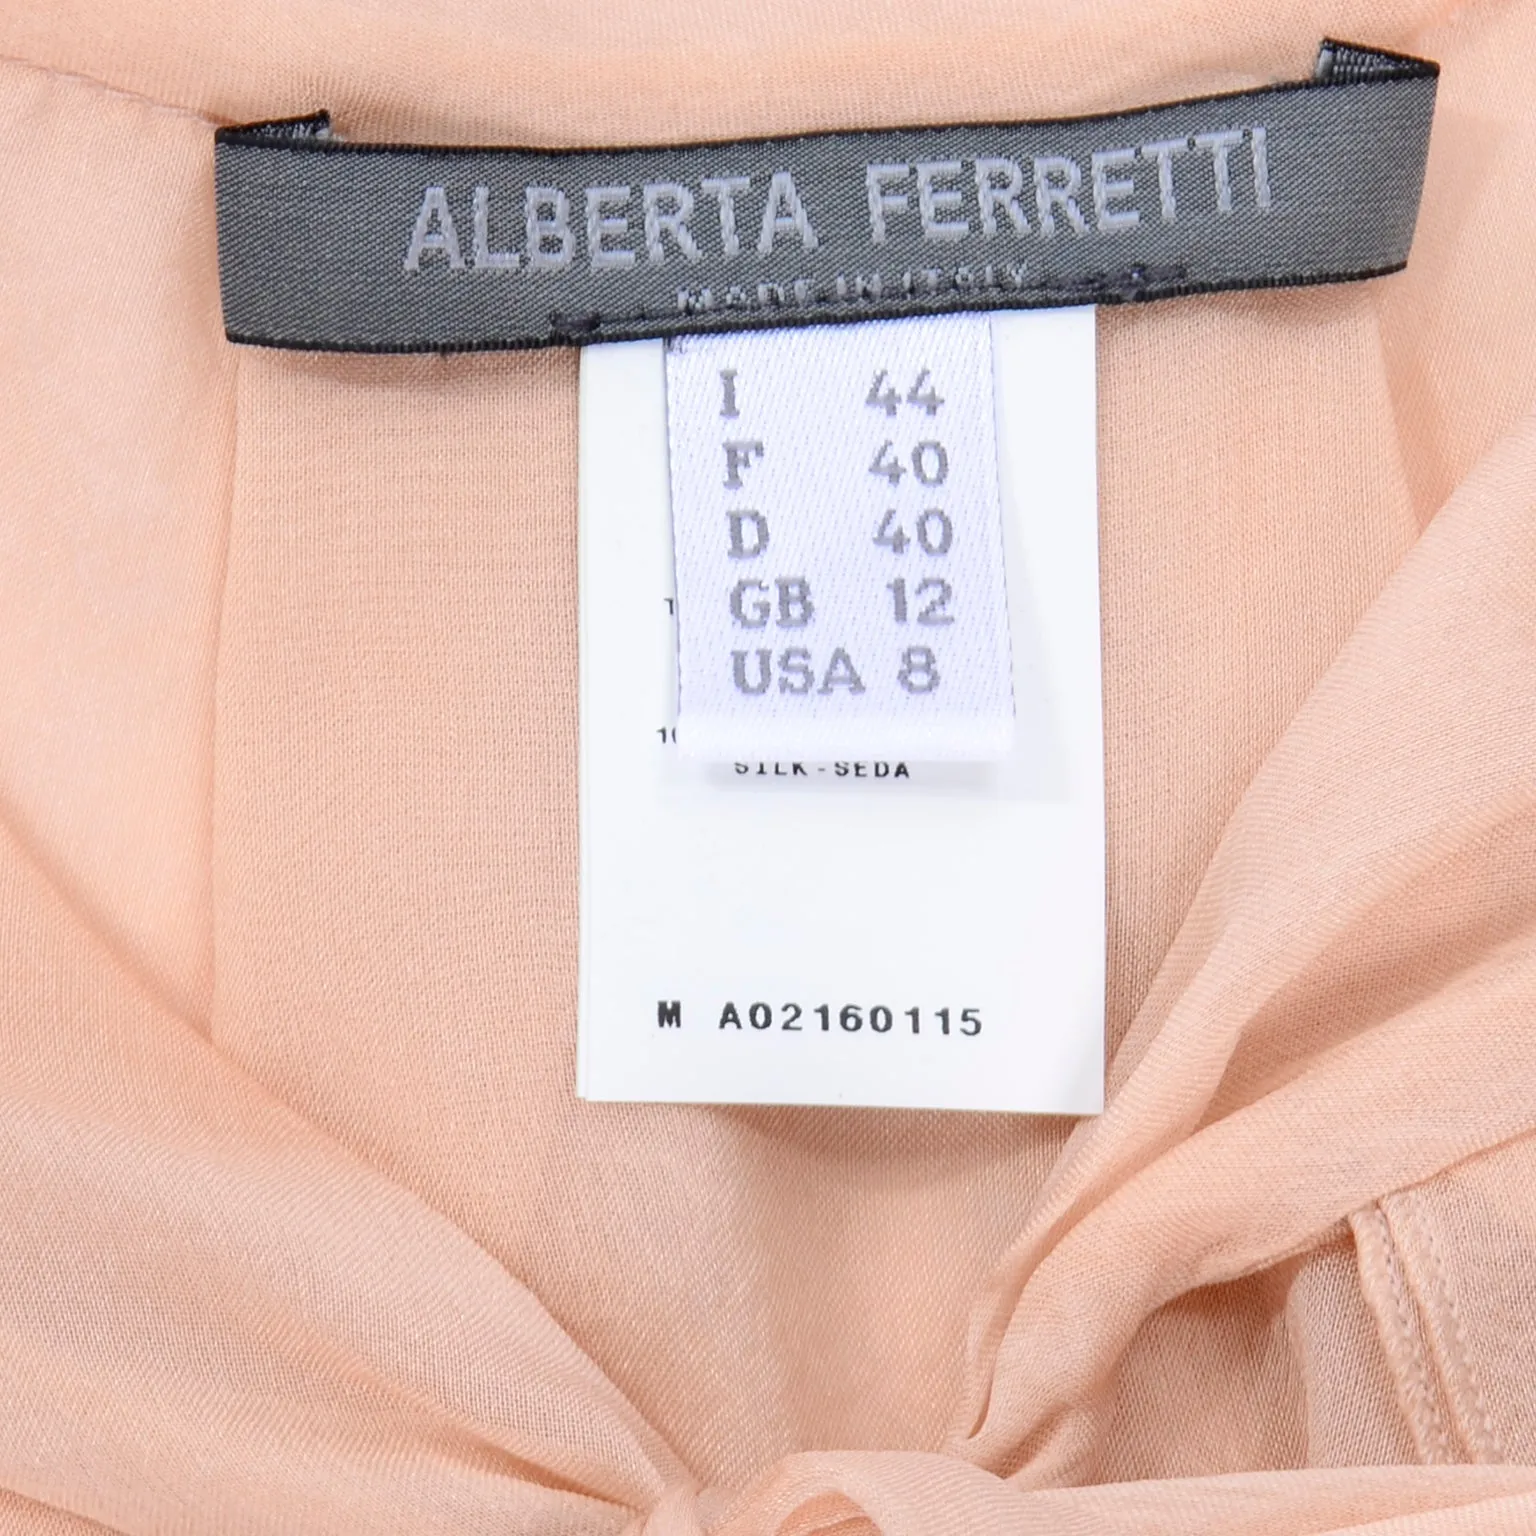 ALBERTA FERRETTI
MADE IN ITALY
I 44
F 40
D 40
GB 12
USA 8
SILK-SEDA
M A02160115